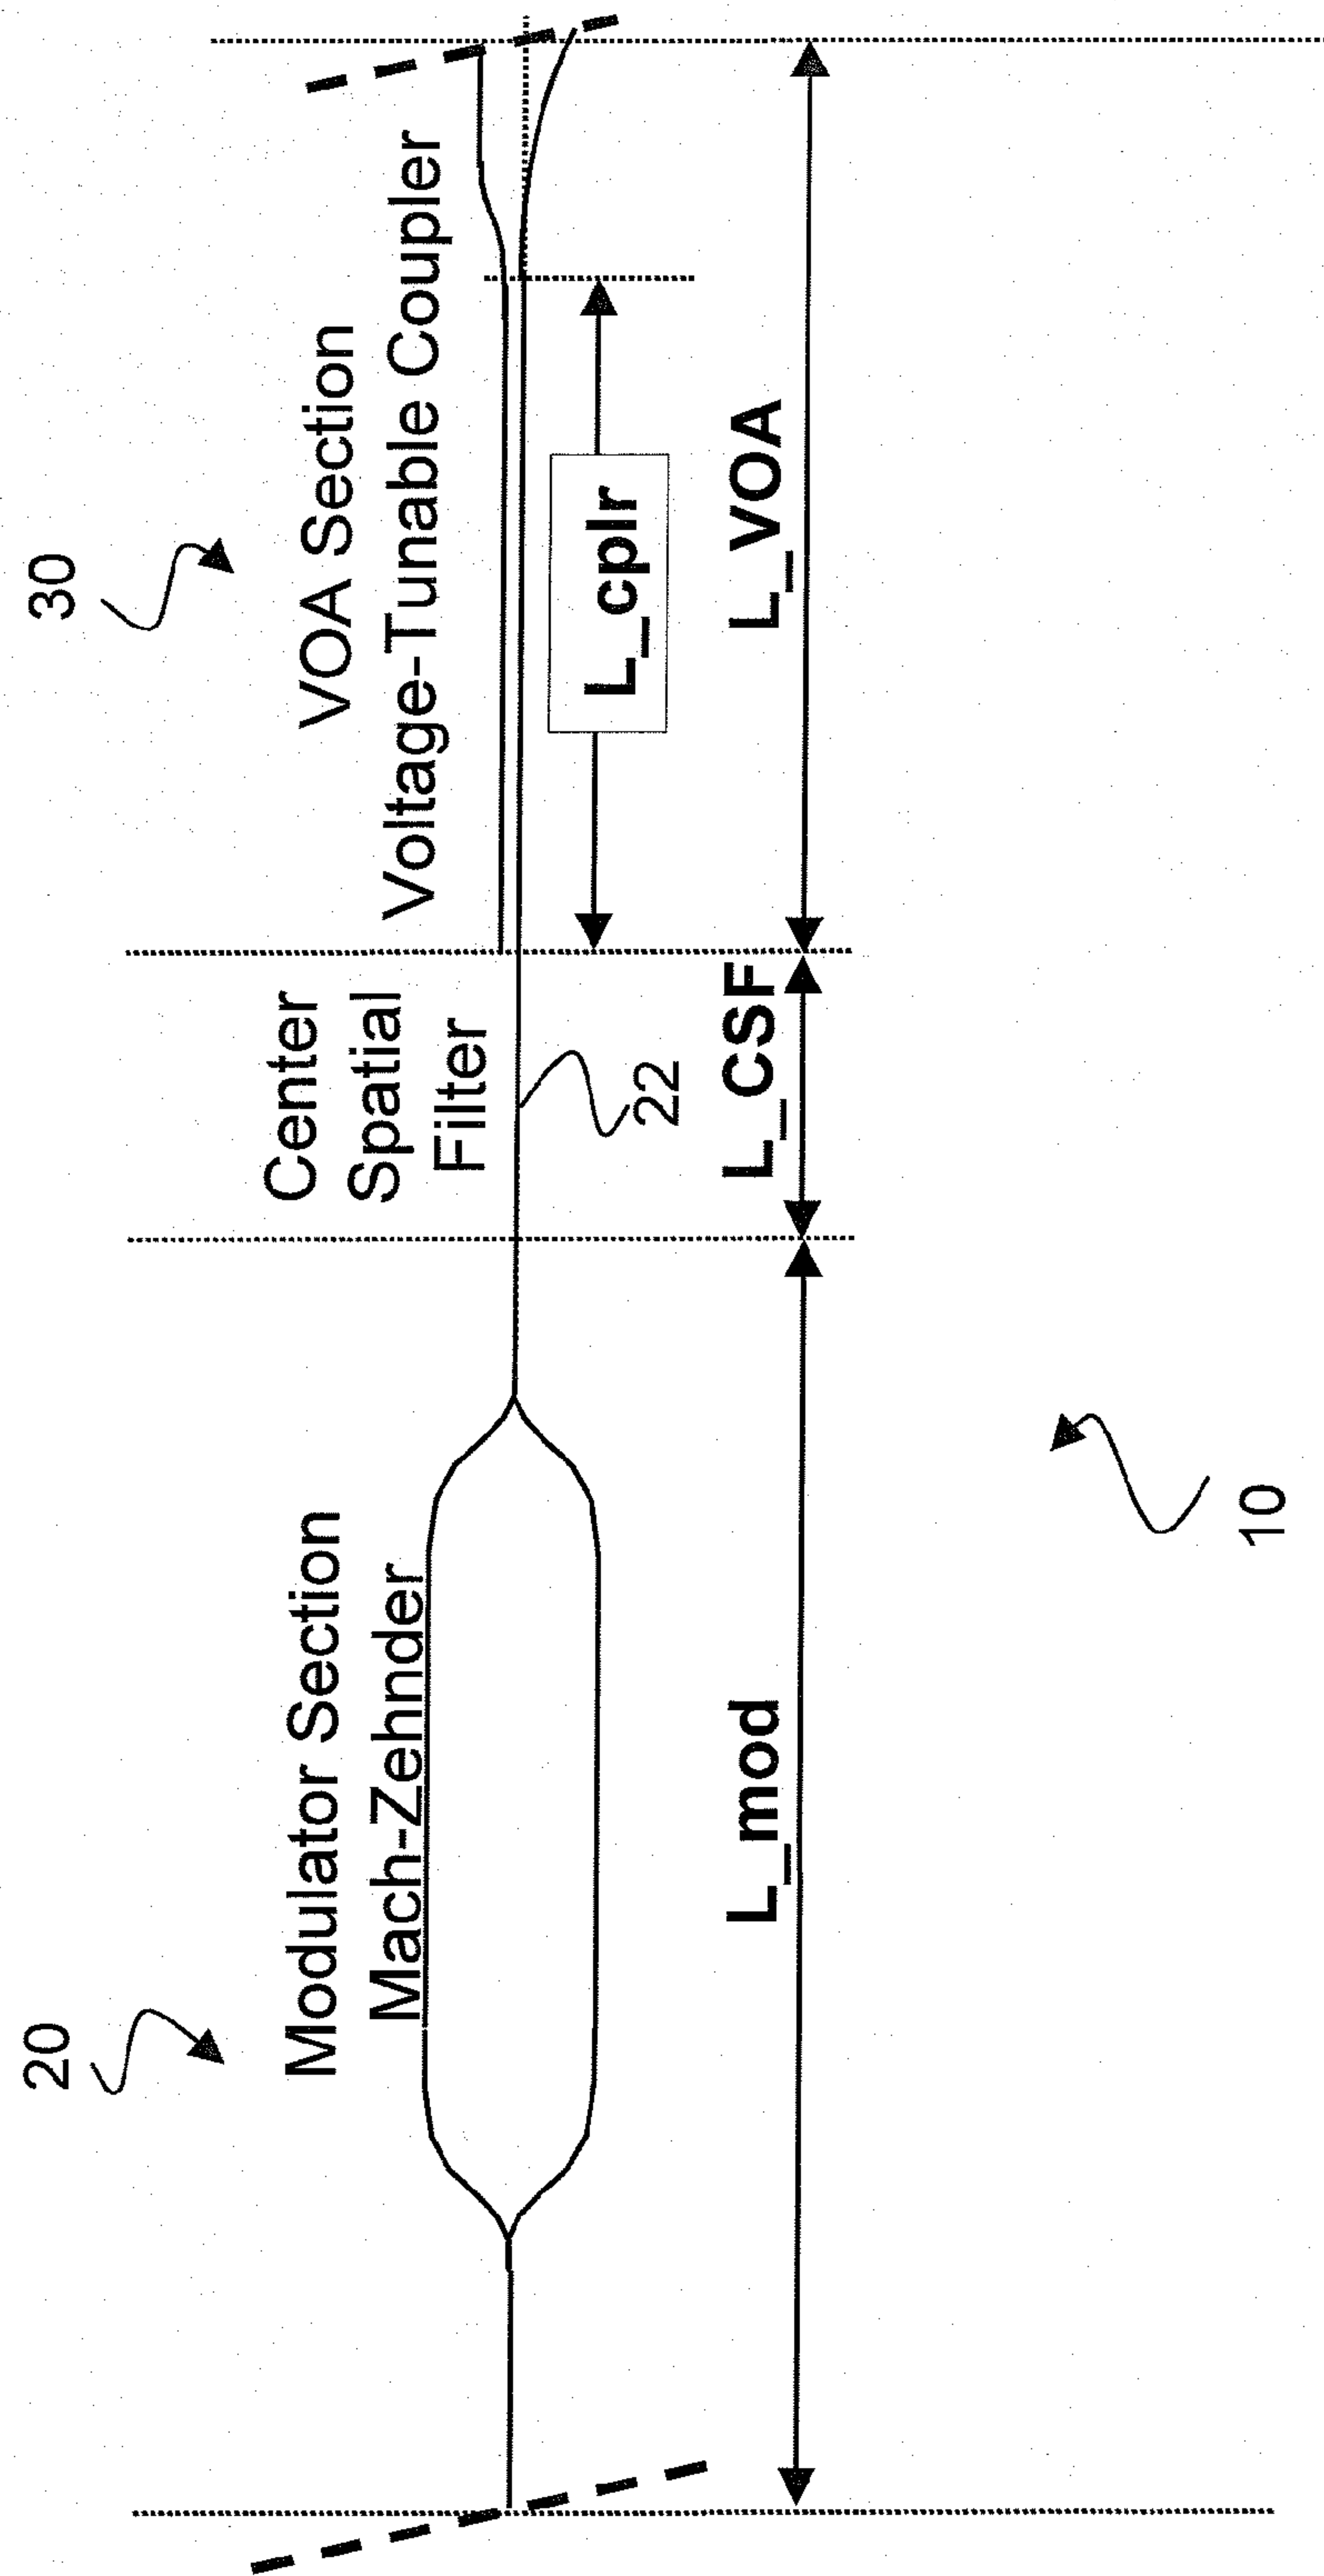 20
30
Modulator Section
Mach-Zehnder
Center
Spatial
Filter
VOA Section
Voltage-Tunable Coupler
22
L_cplr
L_mod
L_CSF
L_VOA
10